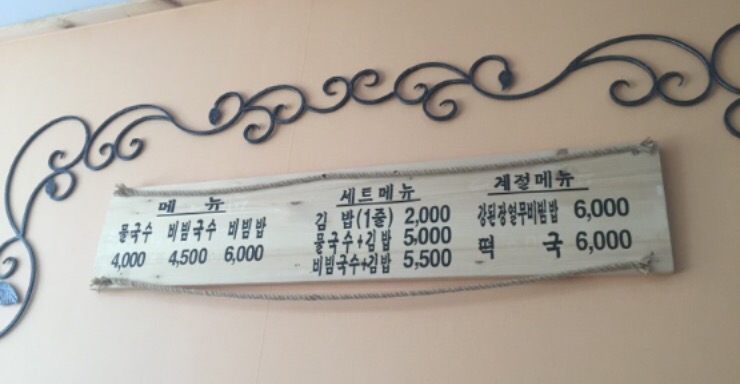 메 뉴
물국수 비빔국수 비빔밥
4,000 4,500 6,000
세트메뉴
김 밥(1줄) 2,000
물국수+김밥 5,000
비빔국수+김밥 5,500
계절메뉴
강된장열무비빔밥 6,000
떡 국 6,000